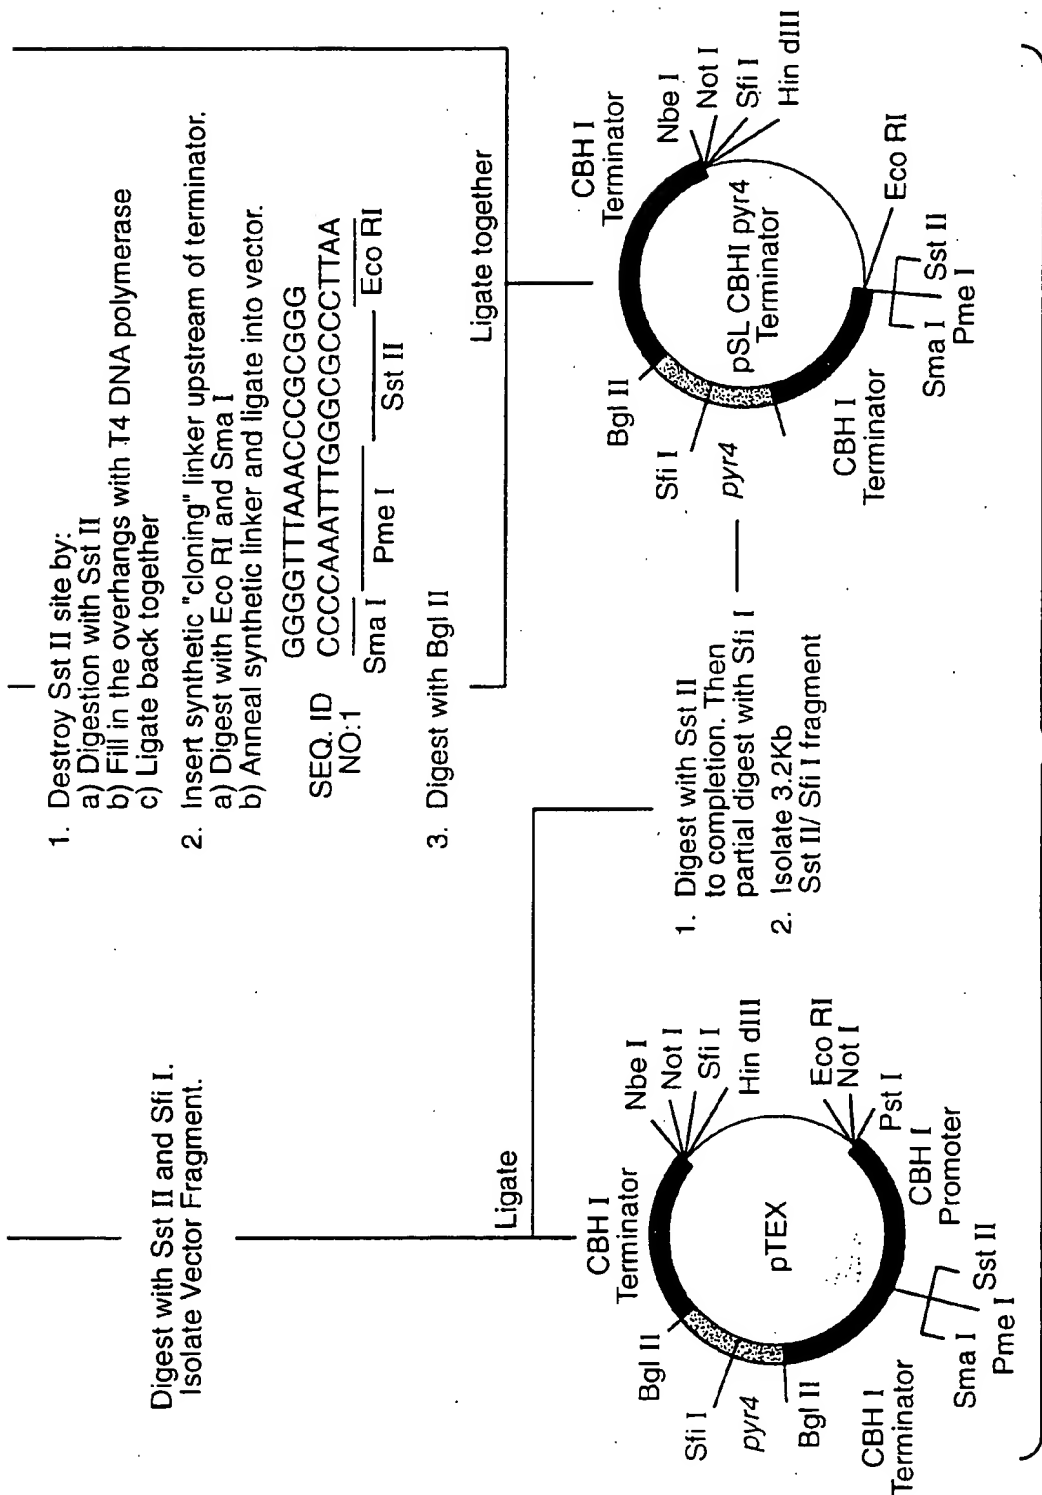 Digest with Sst II and Sfi I.
Isolate Vector Fragment.
Ligate
CBH I
Terminator
Nbe I
Not I
Sfi I
Hin dIII
Eco RI
Not I
Pst I
CBH I
Promoter
Sst II
Pme I
Sma I
CBH I
Terminator
Bgl II
pyr4
Sfi I
Bgl II
pTEX
1. Destroy Sst II site by:
a) Digestion with Sst II
b) Fill in the overhangs with T4 DNA polymerase
c) Ligate back together
2. Insert synthetic "cloning" linker upstream of terminator.
a) Digest with Eco RI and Sma I
b) Anneal synthetic linker and ligate into vector.
SEQ. ID
NO:1
GGGGTTTAAACCCGCGGG
CCCCAAATTTGGGCGCCCTTAA
Sma I
Pme I
Sst II
Eco RI
3. Digest with Bgl II
Ligate together
1. Digest with Sst II
to completion. Then
partial digest with Sfi I
2. Isolate 3.2Kb
Sst II/ Sfi I fragment
CBH I
Terminator
Nbe I
Not I
Sfi I
Hin dIII
Eco RI
Sst II
Sma I
Pme I
CBH I
Terminator
pyr4
Sfi I
Bgl II
pSL CBHI pyr4
Terminator